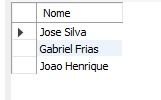 Nome
Jose Silva
Gabriel Frias
Joao Henrique